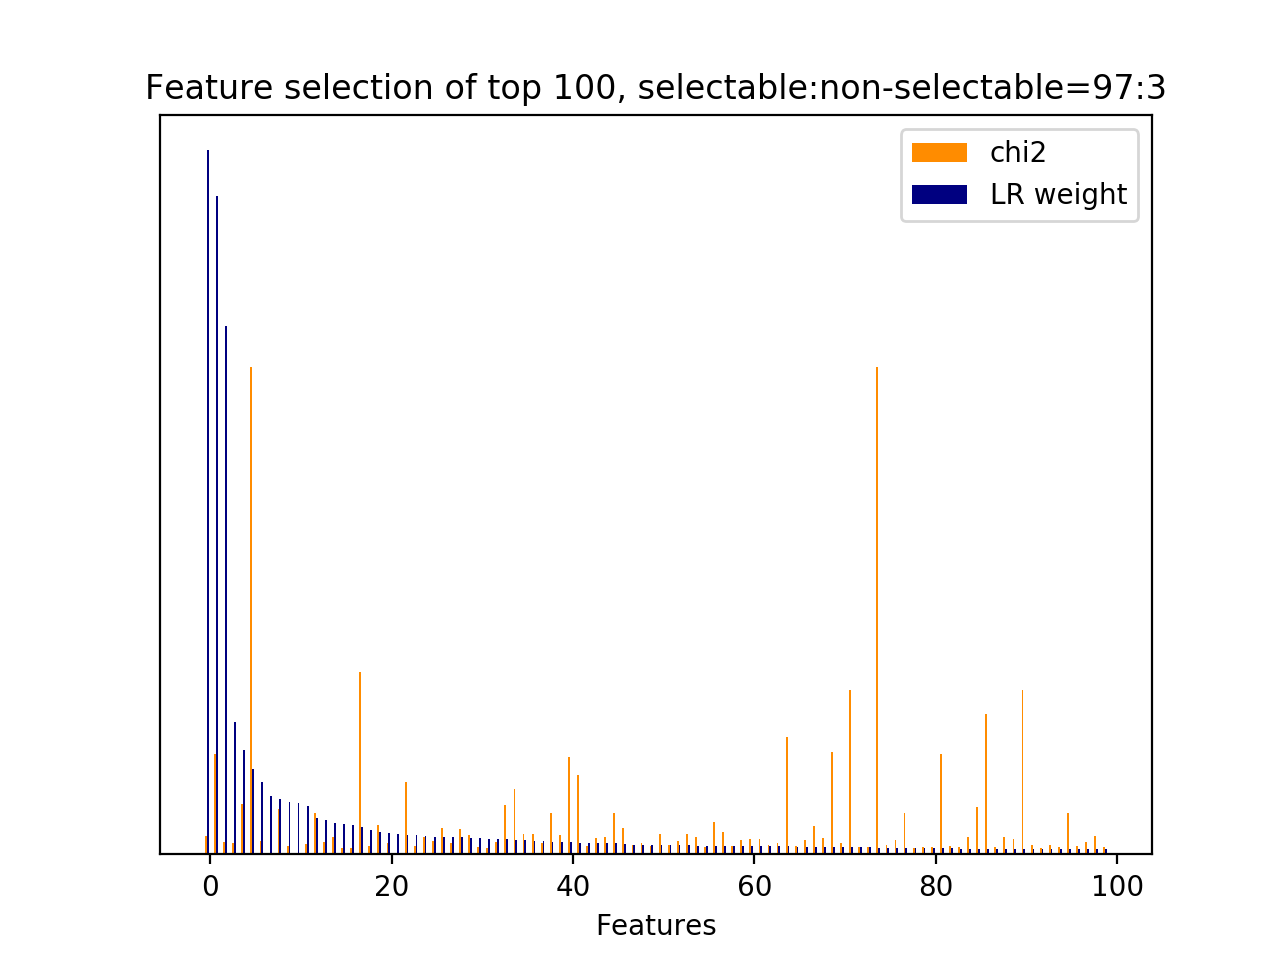 Feature selection of top 100, selectable:non-selectable=97:3
chi2
LR weight
0 20 40 60 80 100
Features